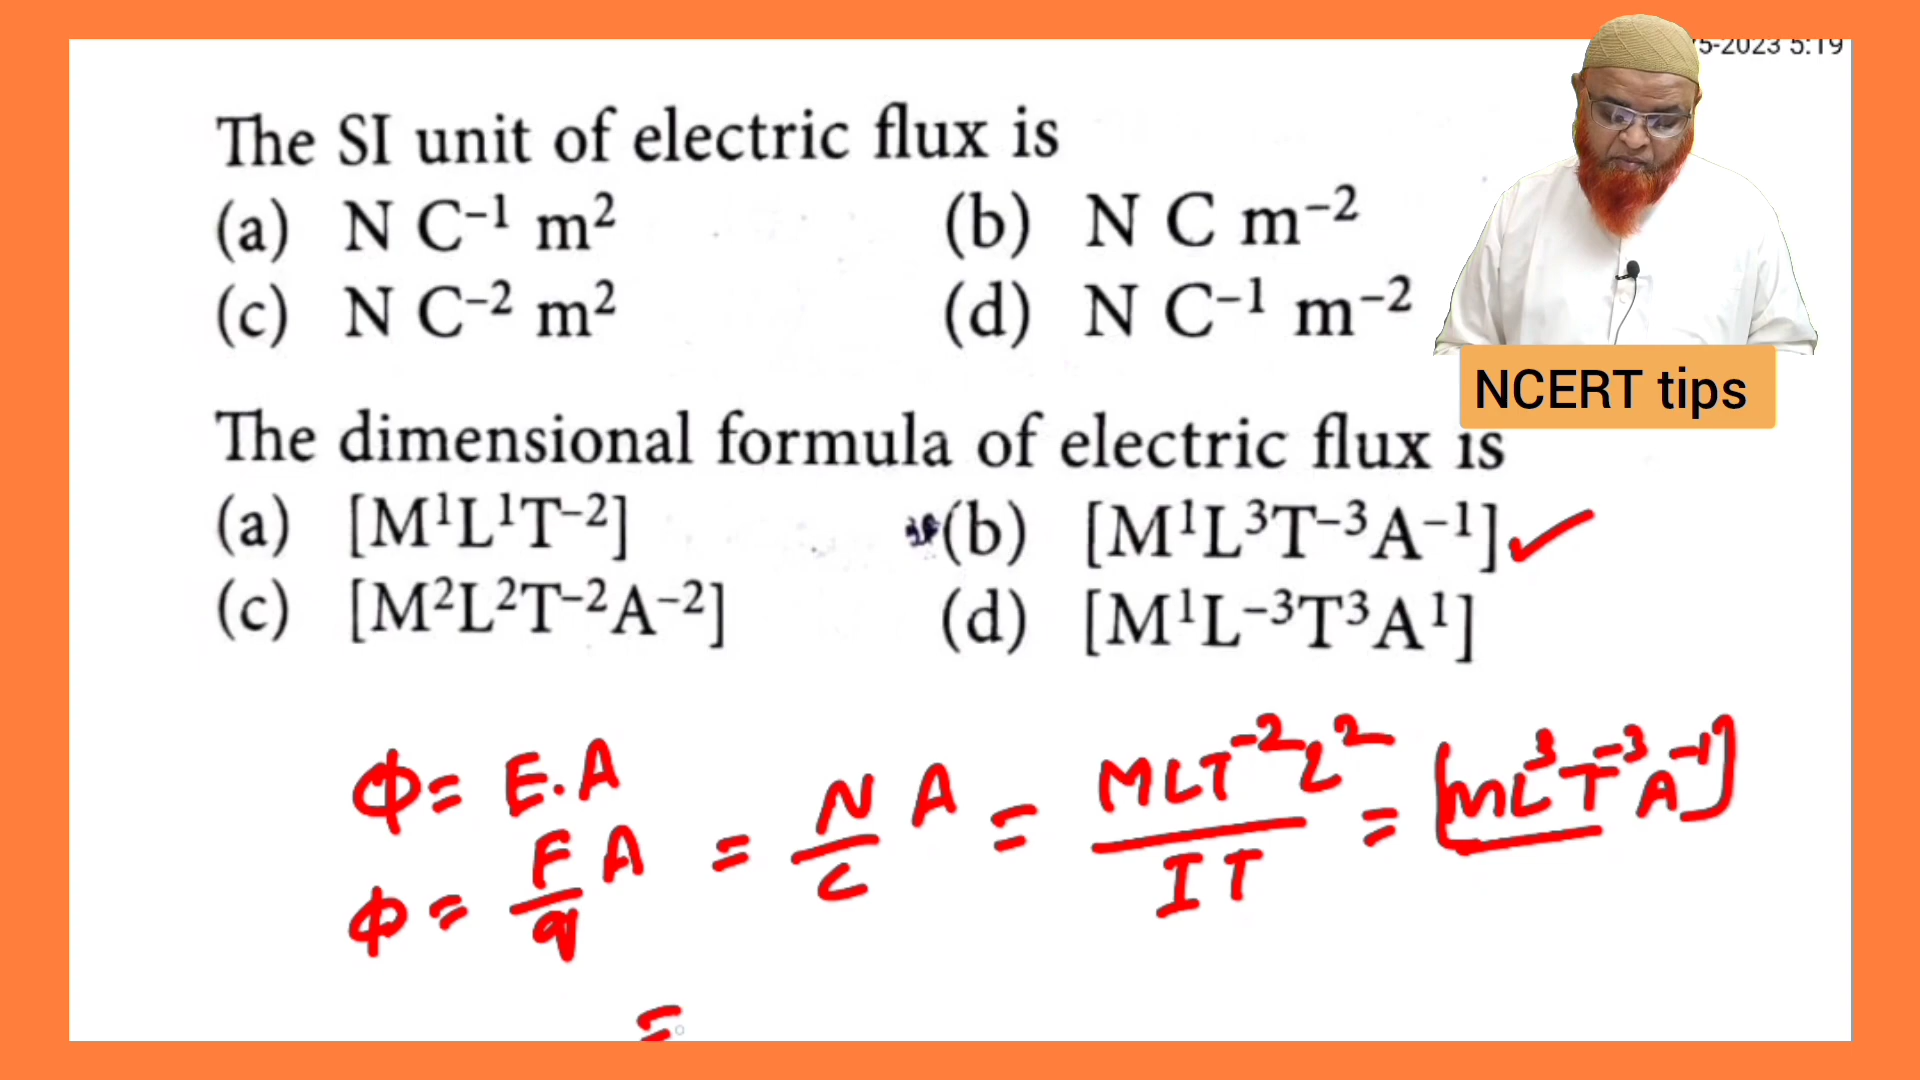 5-2023 5:19
The SI unit of electric flux is
(a) N C⁻¹ m² (b) N C m⁻²
(c) N C⁻² m² (d) N C⁻¹ m⁻²
NCERT tips
The dimensional formula of electric flux is
(a) [M¹L¹T⁻²] (b) [M¹L³T⁻³A⁻¹] ✓
(c) [M²L²T⁻²A⁻²] (d) [M¹L⁻³T³A¹]
Φ = E.A
Φ = F/q A = N/C A = MLT⁻²L²/IT = [ML³T⁻³A⁻¹]
=